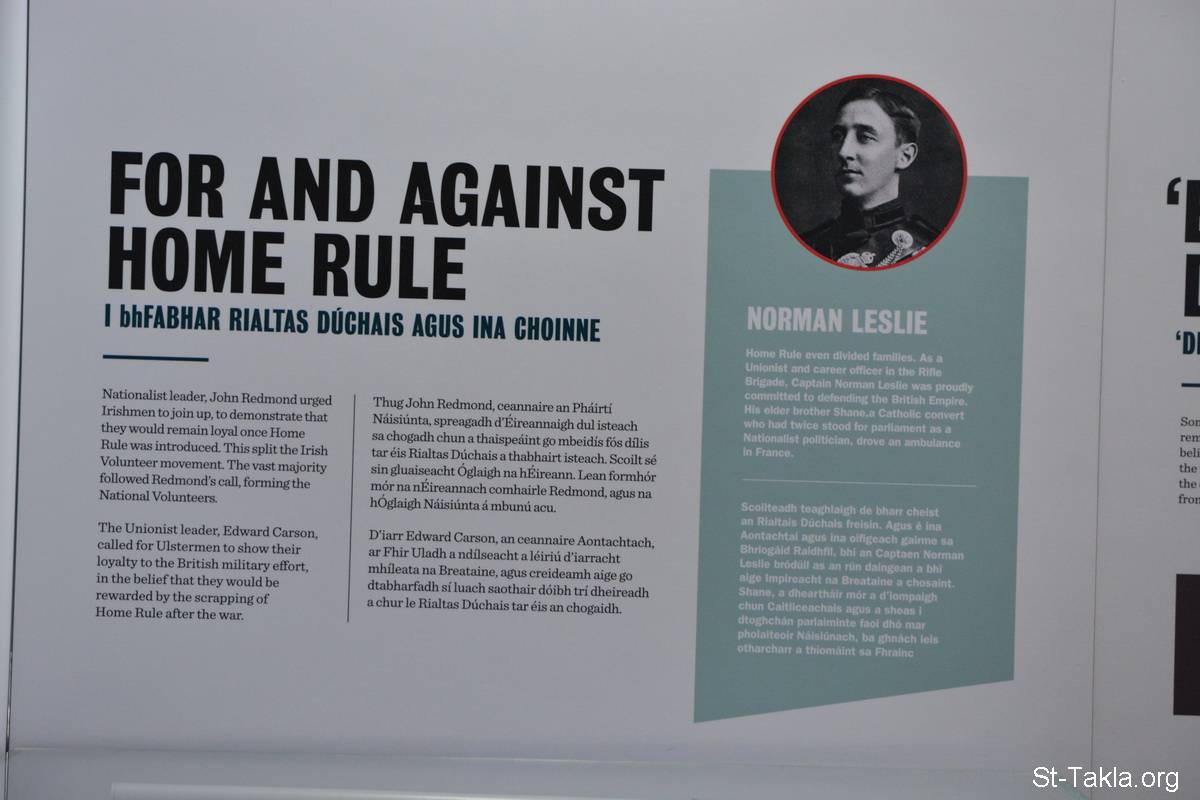 FOR AND AGAINST
HOME RULE
I bhFABHAR RIALTAS DÚCHAIS AGUS INA CHOINNE
Nationalist leader, John Redmond urged
Irishmen to join up, to demonstrate that
they would remain loyal once Home
Rule was introduced. This split the Irish
Volunteer movement. The vast majority
followed Redmond's call, forming the
National Volunteers.
The Unionist leader, Edward Carson,
called for Ulstermen to show their
loyalty to the British military effort,
in the belief that they would be
rewarded by the scrapping of
Home Rule after the war.
Thug John Redmond, ceannaire an Pháirtí
Náisiúnta, spreagadh d'Éireannaigh dul isteach
sa chogadh chun a thaispeáint go mbeidís fós dílis
tar éis Rialtas Dúchais a thabhairt isteach. Scoilt sé
sin gluaiseacht Óglaigh na hÉireann. Lean formhór
mór na nÉireannach comhairle Redmond, agus na
hÓglaigh Náisiúnta á mbunú acu.
D'iarr Edward Carson, an ceannaire Aontachtach,
ar Fhir Uladh a ndílseacht a léiriú d'iarracht
mhíleata na Breataine, agus creideamh aige go
dtabharfadh sí luach saothair dóibh trí dheireadh
a chur le Rialtas Dúchais tar éis an chogaidh.
NORMAN LESLIE
Home Rule even divided families. As a
Unionist and career officer in the Rifle
Brigade, Captain Norman Leslie was proudly
committed to defending the British Empire.
His elder brother Shane,a Catholic convert
who had twice stood for parliament as a
Nationalist politician, drove an ambulance
in France.
Scoilteadh teaghlaigh de bharr cheist
an Rialtais Dúchais freisin. Agus é ina
Aontachtaí agus ina oifigeach gairme sa
Bhriogáid Raidhfil, bhí an Captaen Norman
Leslie bródúil as an rún daingean a bhí
aige Impireacht na Breataine a chosaint.
Shane, a dheartháir mór a d'iompaigh
chun Caitliceachais agus a sheas i
dtoghchán parlaiminte faoi dhó mar
pholaiteoir Náisiúnach, ba ghnách leis
otharcharr a thiomáint sa Fhrainc
St-Takla.org